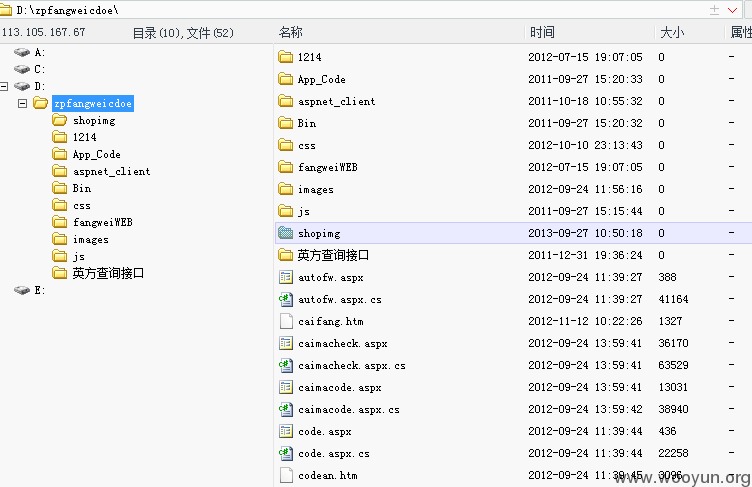 D:\zpfangweicdoe\
113.105.167.67 目录(10),文件(52) 名称 时间 大小 属性
A:
C:
D:
zpfangweicdoe
shopimg
1214
App_Code
aspnet_client
Bin
css
fangweiWEB
images
js
英方查询接口
E:
1214 2012-07-15 19:07:05 0 -
App_Code 2011-09-27 15:20:33 0 -
aspnet_client 2011-10-18 10:55:32 0 -
Bin 2011-09-27 15:20:32 0 -
css 2012-10-10 23:13:43 0 -
fangweiWEB 2012-07-15 19:07:05 0 -
images 2012-09-24 11:56:16 0 -
js 2011-09-27 15:15:44 0 -
shopimg 2013-09-27 10:50:18 0 -
英方查询接口 2011-12-31 19:36:24 0 -
autofw.aspx 2012-09-24 11:39:27 388 -
autofw.aspx.cs 2012-09-24 11:39:27 41164 -
caifang.htm 2012-11-12 10:22:26 1327 -
caimacheck.aspx 2012-09-24 13:59:41 36170 -
caimacheck.aspx.cs 2012-09-24 13:59:41 63529 -
caimacode.aspx 2012-09-24 13:59:41 13031 -
caimacode.aspx.cs 2012-09-24 13:59:42 38940 -
code.aspx 2012-09-24 11:39:44 436 -
code.aspx.cs 2012-09-24 11:39:44 22258 -
codean.htm 2012-09-24 11:39:45 3096 -
www.wooyun.org